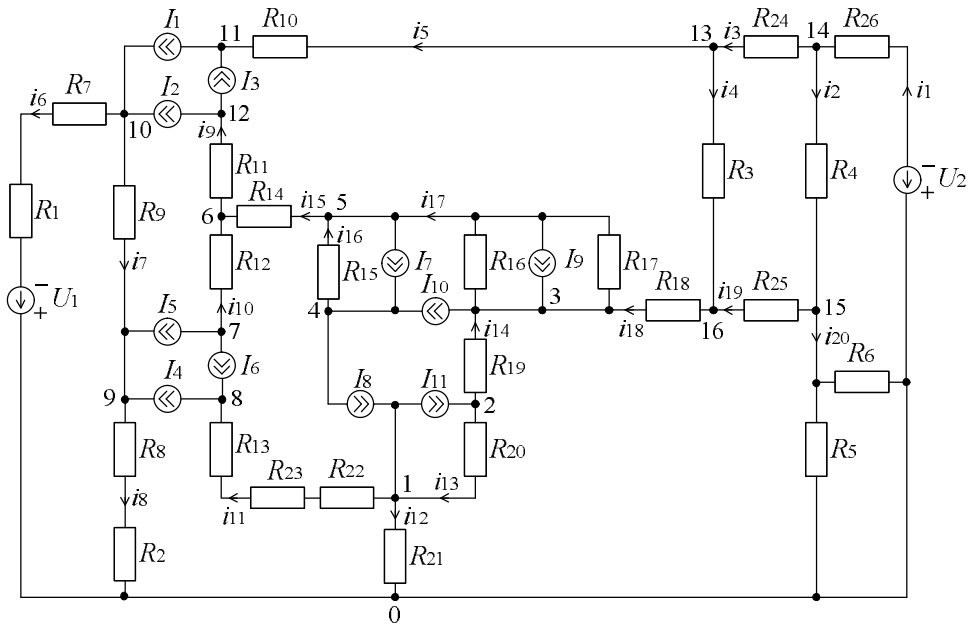 I1 11 R10 i5 13 i3 R24 14 R26
I3
R7 i6 I2 12 i4 i2 i1
10 i9
R11 R3 R4 − U2 +
R1 R9 R14 i15 5 i17
6 i16
R12 R15 I7 R16 I9 R17
i7 − U1 + I10 R18 i19 R25
I5 i10 4 3 i18 16 15
7 i14 i20
I6 R19 R6
I4 I8 I11
9 8 2
R8 R13 R20 R5
R23 R22 1 i13
i8 i11 i12
R2 R21
0